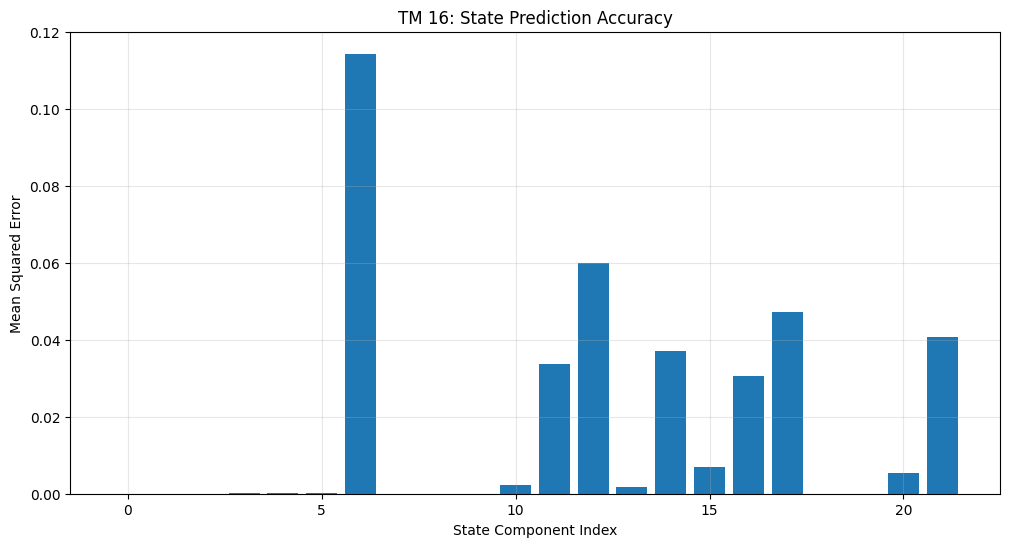 TM 16: State Prediction Accuracy
Mean Squared Error
0.12
0.10
0.08
0.06
0.04
0.02
0.00
0 5 10 15 20
State Component Index